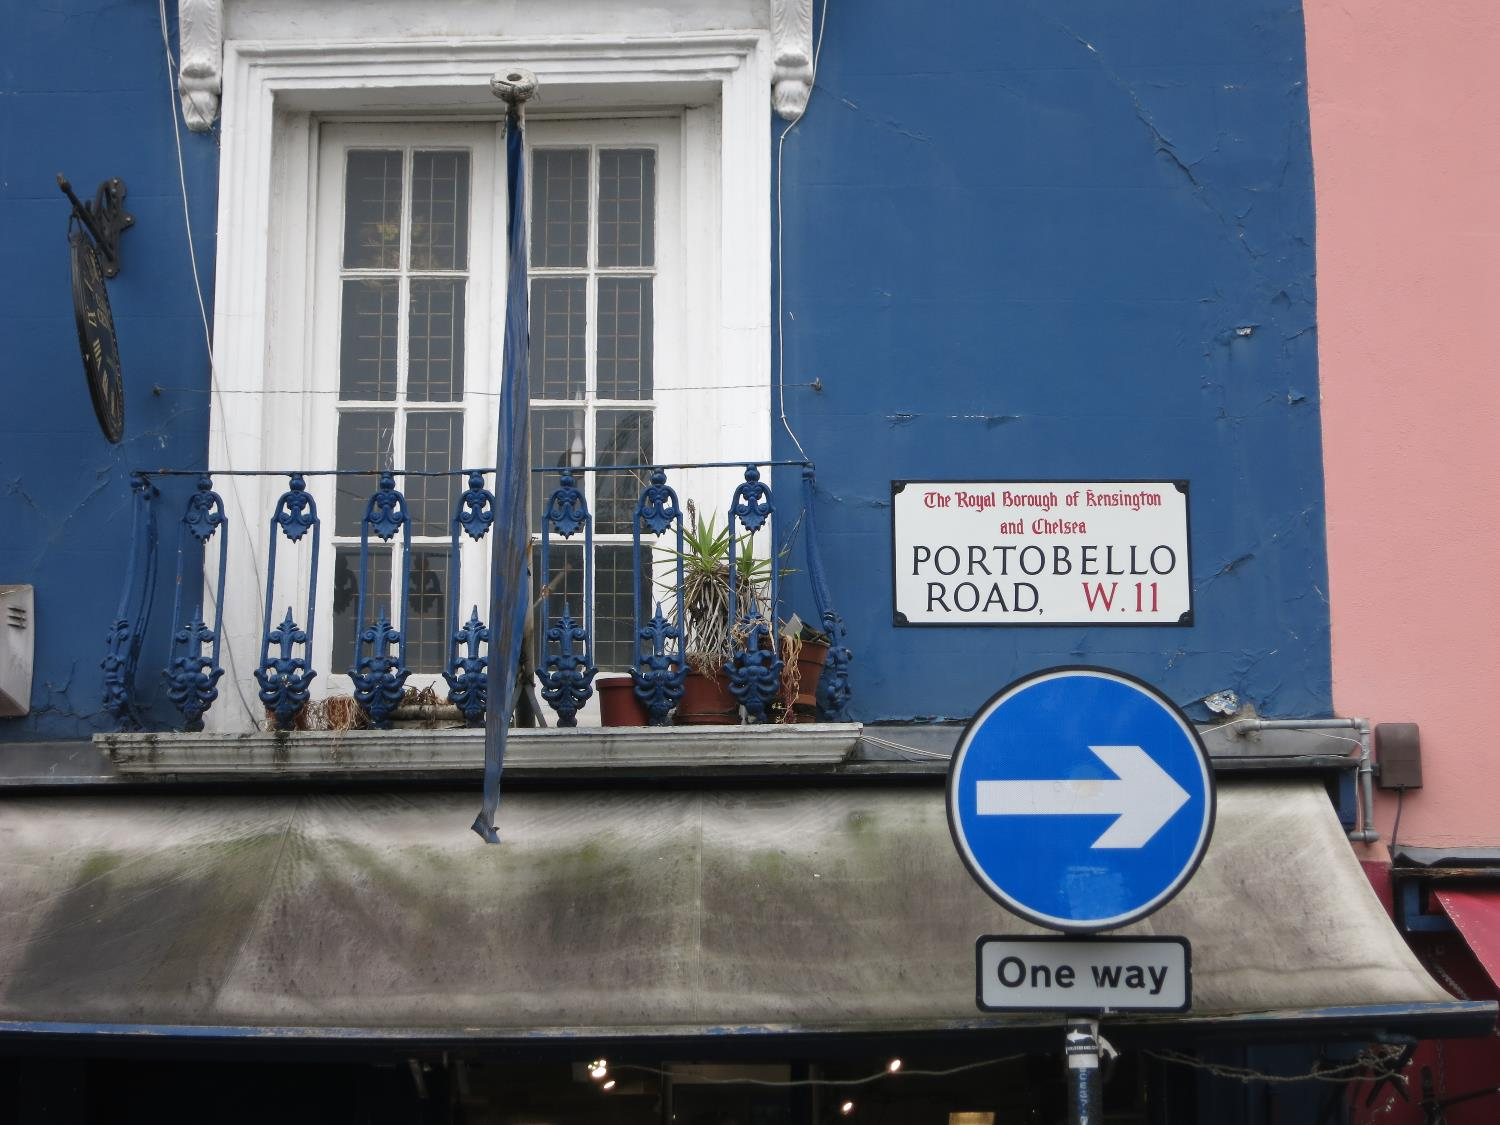 The Royal Borough of Kensington
and Chelsea
PORTOBELLO
ROAD, W.11
One way